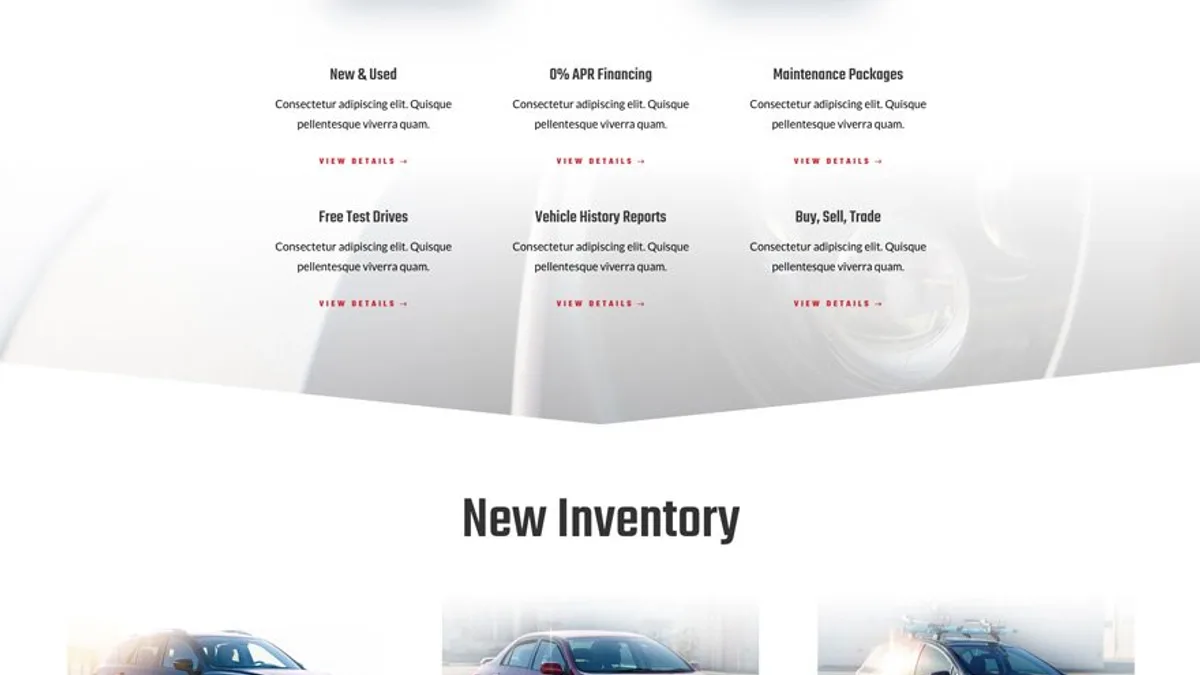 New & Used
Consectetur adipiscing elit. Quisque
pellentesque viverra quam.
VIEW DETAILS →
0% APR Financing
Consectetur adipiscing elit. Quisque
pellentesque viverra quam.
VIEW DETAILS →
Maintenance Packages
Consectetur adipiscing elit. Quisque
pellentesque viverra quam.
VIEW DETAILS →
Free Test Drives
Consectetur adipiscing elit. Quisque
pellentesque viverra quam.
VIEW DETAILS →
Vehicle History Reports
Consectetur adipiscing elit. Quisque
pellentesque viverra quam.
VIEW DETAILS →
Buy, Sell, Trade
Consectetur adipiscing elit. Quisque
pellentesque viverra quam.
VIEW DETAILS →
New Inventory